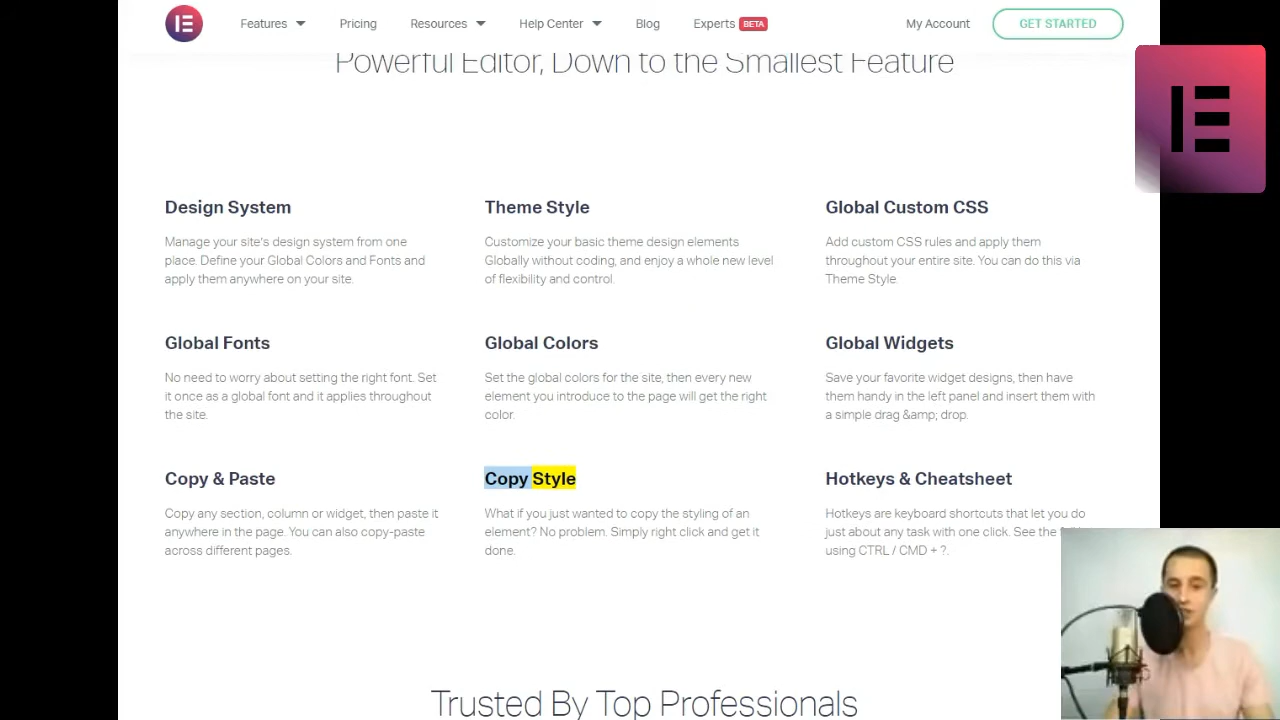 Features
Pricing
Resources
Help Center
Blog
Experts BETA
My Account
GET STARTED
Powerful Editor, Down to the Smallest Feature
Design System
Manage your site's design system from one
place. Define your Global Colors and Fonts and
apply them anywhere on your site.
Theme Style
Customize your basic theme design elements
Globally without coding, and enjoy a whole new level
of flexibility and control.
Global Custom CSS
Add custom CSS rules and apply them
throughout your entire site. You can do this via
Theme Style.
Global Fonts
No need to worry about setting the right font. Set
it once as a global font and it applies throughout
the site.
Global Colors
Set the global colors for the site, then every new
element you introduce to the page will get the right
color.
Global Widgets
Save your favorite widget designs, then have
them handy in the left panel and insert them with
a simple drag &amp; drop.
Copy & Paste
Copy any section, column or widget, then paste it
anywhere in the page. You can also copy-paste
across different pages.
Copy Style
What if you just wanted to copy the styling of an
element? No problem. Simply right click and get it
done.
Hotkeys & Cheatsheet
Hotkeys are keyboard shortcuts that let you do
just about any task with one click. See the
using CTRL / CMD + ?.
Trusted By Top Professionals